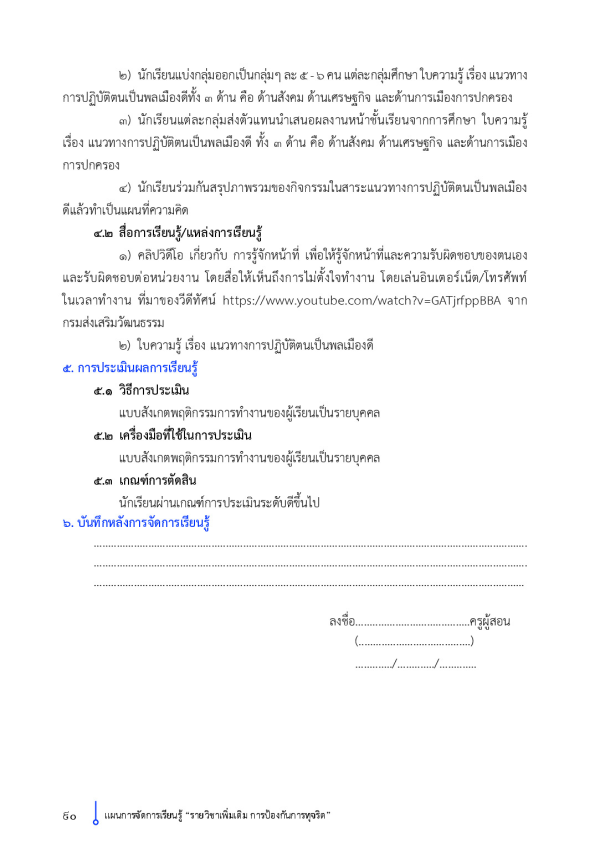 ๒) นักเรียนแบ่งกลุ่มออกเป็นกลุ่มๆ ละ ๕ - ๖ คน แต่ละกลุ่มศึกษา ใบความรู้ เรื่อง แนวทาง
การปฏิบัติตนเป็นพลเมืองดีทั้ง ๓ ด้าน คือ ด้านสังคม ด้านเศรษฐกิจ และด้านการเมืองการปกครอง
๓) นักเรียนแต่ละกลุ่มส่งตัวแทนนำเสนอผลงานหน้าชั้นเรียนจากการศึกษา ใบความรู้
เรื่อง แนวทางการปฏิบัติตนเป็นพลเมืองดี ทั้ง ๓ ด้าน คือ ด้านสังคม ด้านเศรษฐกิจ และด้านการเมือง
การปกครอง
๔) นักเรียนร่วมกันสรุปภาพรวมของกิจกรรมในสาระแนวทางการปฏิบัติตนเป็นพลเมือง
ดีแล้วทำเป็นแผนที่ความคิด
๔.๒ สื่อการเรียนรู้/แหล่งการเรียนรู้
๑) คลิปวิดีโอ เกี่ยวกับ การรู้จักหน้าที่ เพื่อให้รู้จักหน้าที่และความรับผิดชอบของตนเอง
และรับผิดชอบต่อหน่วยงาน โดยสื่อให้เห็นถึงการไม่ตั้งใจทำงาน โดยเล่นอินเตอร์เน็ต/โทรศัพท์
ในเวลาทำงาน ที่มาของวีดีทัศน์ https://www.youtube.com/watch?v=GATjrfppBBA จาก
กรมส่งเสริมวัฒนธรรม
๒) ใบความรู้ เรื่อง แนวทางการปฏิบัติตนเป็นพลเมืองดี
๕. การประเมินผลการเรียนรู้
๕.๑ วิธีการประเมิน
แบบสังเกตพฤติกรรมการทำงานของผู้เรียนเป็นรายบุคคล
๕.๒ เครื่องมือที่ใช้ในการประเมิน
แบบสังเกตพฤติกรรมการทำงานของผู้เรียนเป็นรายบุคคล
๕.๓ เกณฑ์การตัดสิน
นักเรียนผ่านเกณฑ์การประเมินระดับดีขึ้นไป
๖. บันทึกหลังการจัดการเรียนรู้
................................................................................
................................................................................
................................................................................
ลงชื่อ........................................ครูผู้สอน
(.......................................)
............./............./.............
๕๐ แผนการจัดการเรียนรู้ “รายวิชาเพิ่มเติม การป้องกันการทุจริต”